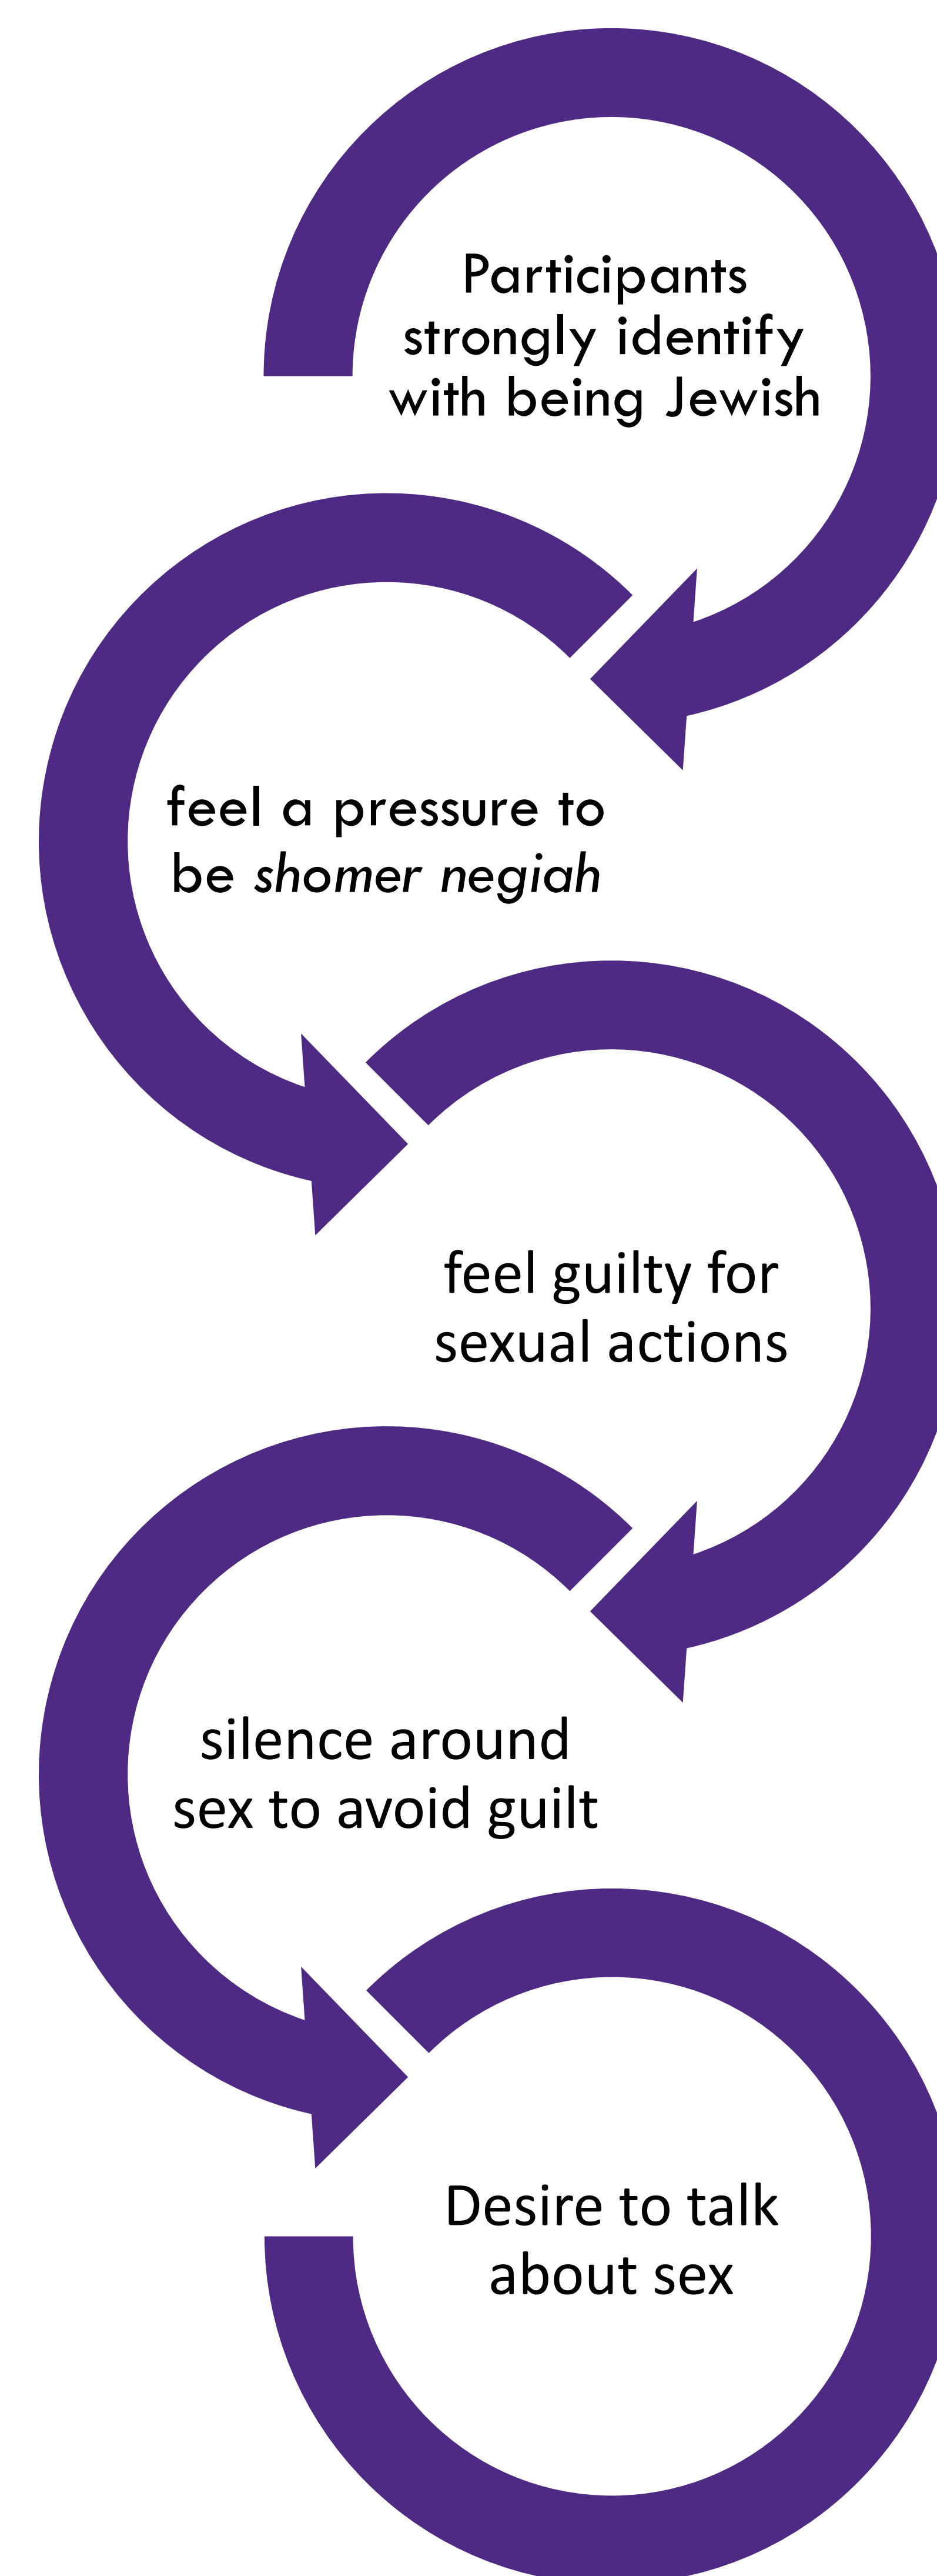 Participants
strongly identify
with being Jewish
feel a pressure to
be shomer negiah
feel guilty for
sexual actions
silence around
sex to avoid guilt
Desire to talk
about sex